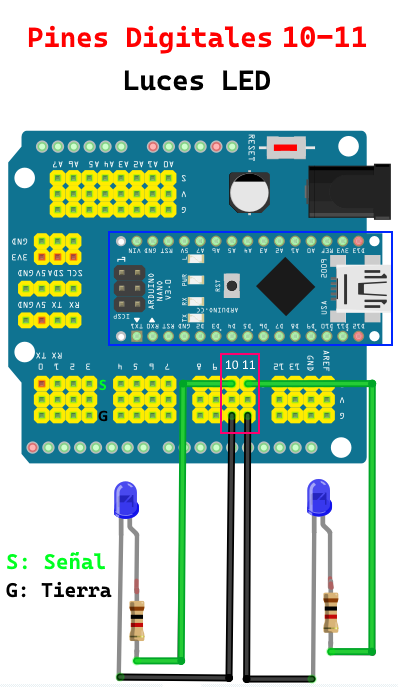 Pines Digitales 10-11
Luces LED
RESET
A7 A6 A5 A4 A3 A2 A1 A0
S
V
G
GND
3V3
VIN GND RST 5V A7 A6 A5 A4 A3 A2 A1 A0 REF 3V3 D13
1
L
PWR
RX
TX
RST
ARDUINO
NANO
V3.0
ICSP
ARDUINO.CC
2009
USA
GND 5V SDA SCL
GND 5V TX RX
TX1 RX0 RST GND D2 D3 D4 D5 D6 D7 D8 D9 D10 D11 D12
TX RX
0 1 2 3
4 5 6 7
8 9 10 11
12 13 GND AREF
S
G
V
G
S: Señal
G: Tierra